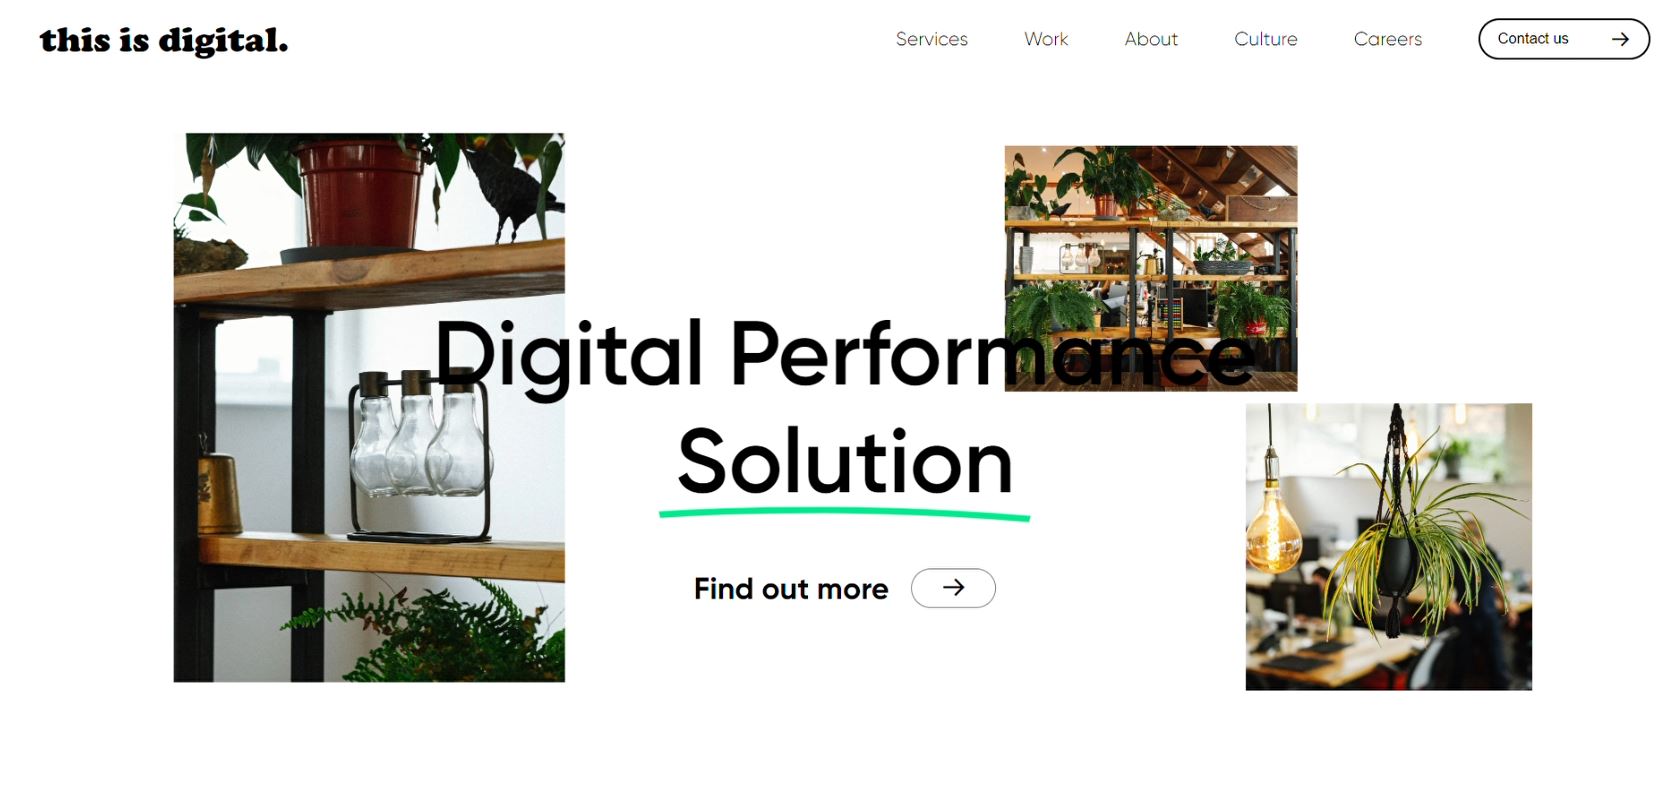 this is digital.
Services
Work
About
Culture
Careers
Contact us
Digital Performance
Solution
Find out more